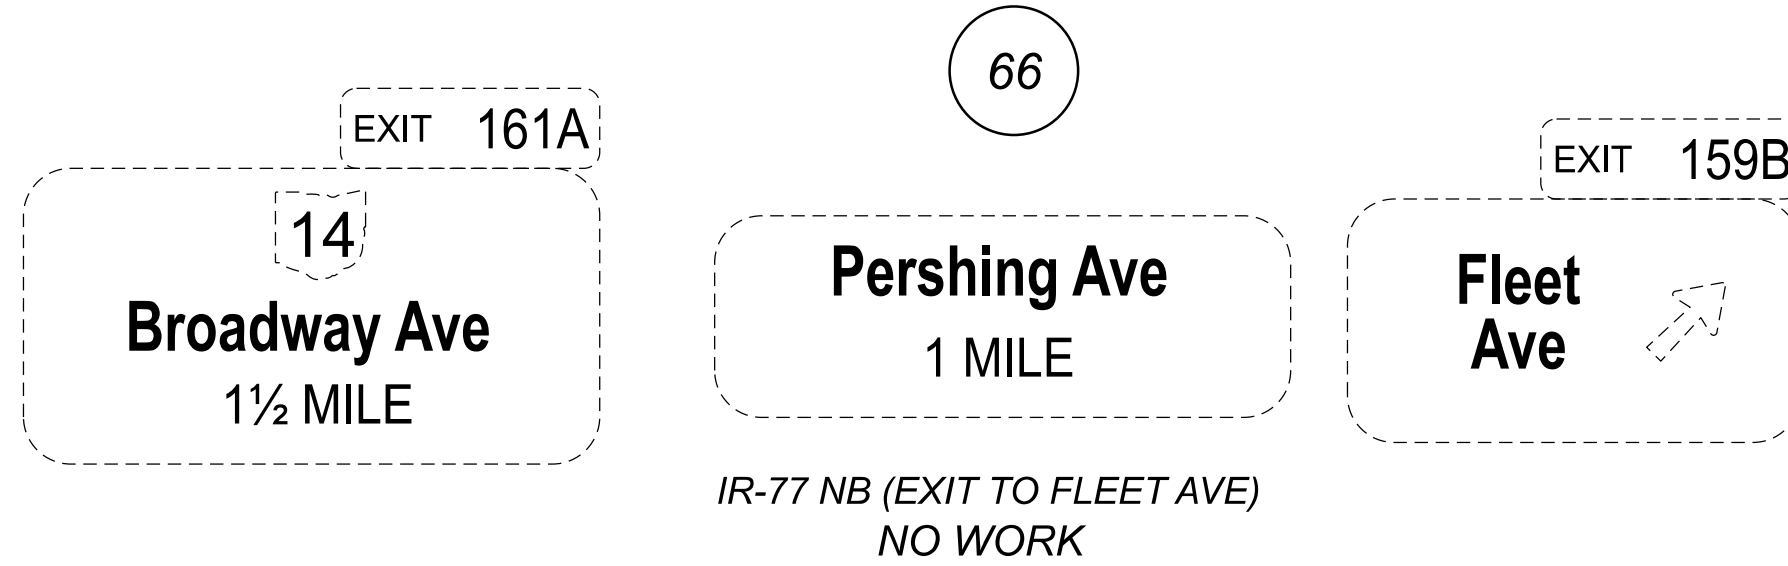 66
EXIT 161A
14
Broadway Ave
1½ MILE
Pershing Ave
1 MILE
EXIT 159B
Fleet
Ave
IR-77 NB (EXIT TO FLEET AVE)
NO WORK